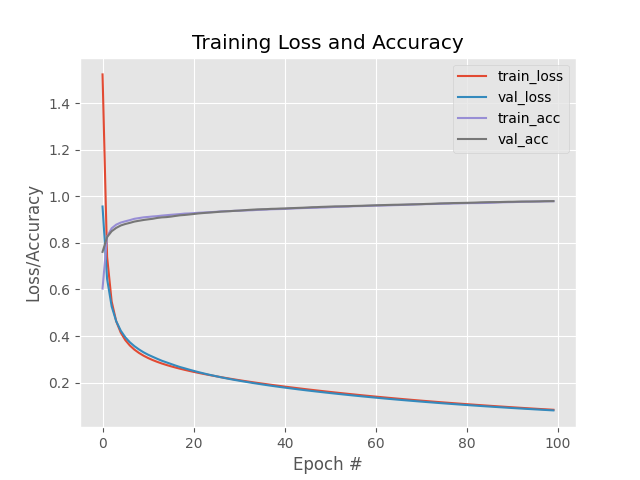 Training Loss and Accuracy
train_loss
val_loss
train_acc
val_acc
Loss/Accuracy
1.4
1.2
1.0
0.8
0.6
0.4
0.2
0 20 40 60 80 100
Epoch #